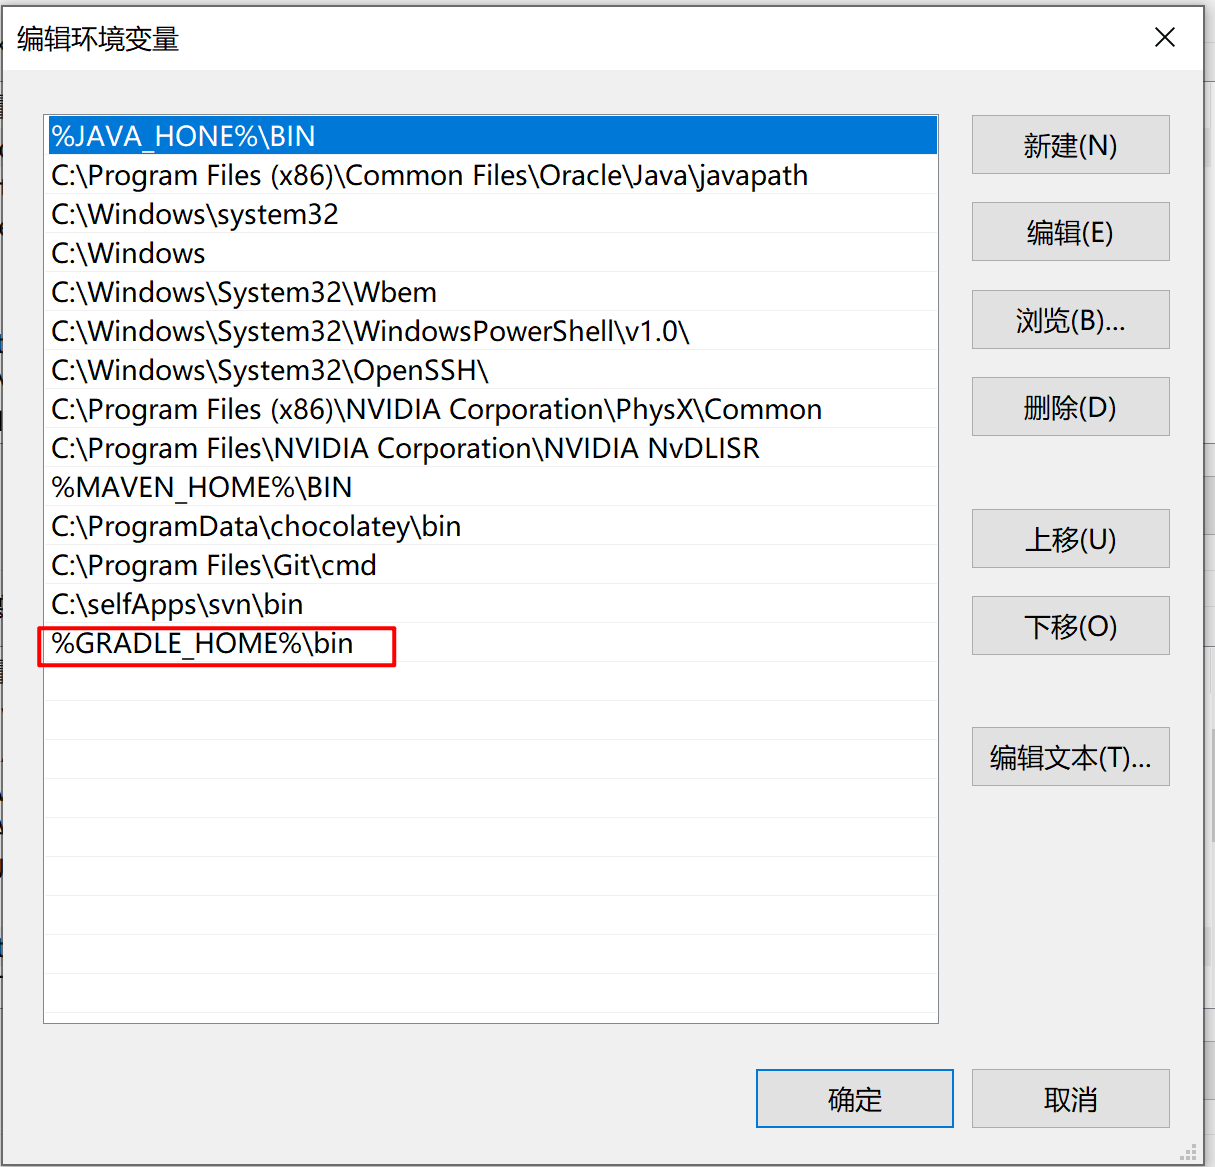 编辑环境变量
%JAVA_HONE%\BIN
C:\Program Files (x86)\Common Files\Oracle\Java\javapath
C:\Windows\system32
C:\Windows
C:\Windows\System32\Wbem
C:\Windows\System32\WindowsPowerShell\v1.0\
C:\Windows\System32\OpenSSH\
C:\Program Files (x86)\NVIDIA Corporation\PhysX\Common
C:\Program Files\NVIDIA Corporation\NVIDIA NvDLISR
%MAVEN_HOME%\BIN
C:\ProgramData\chocolatey\bin
C:\Program Files\Git\cmd
C:\selfApps\svn\bin
%GRADLE_HOME%\bin
新建(N)
编辑(E)
浏览(B)...
删除(D)
上移(U)
下移(O)
编辑文本(T)...
确定
取消